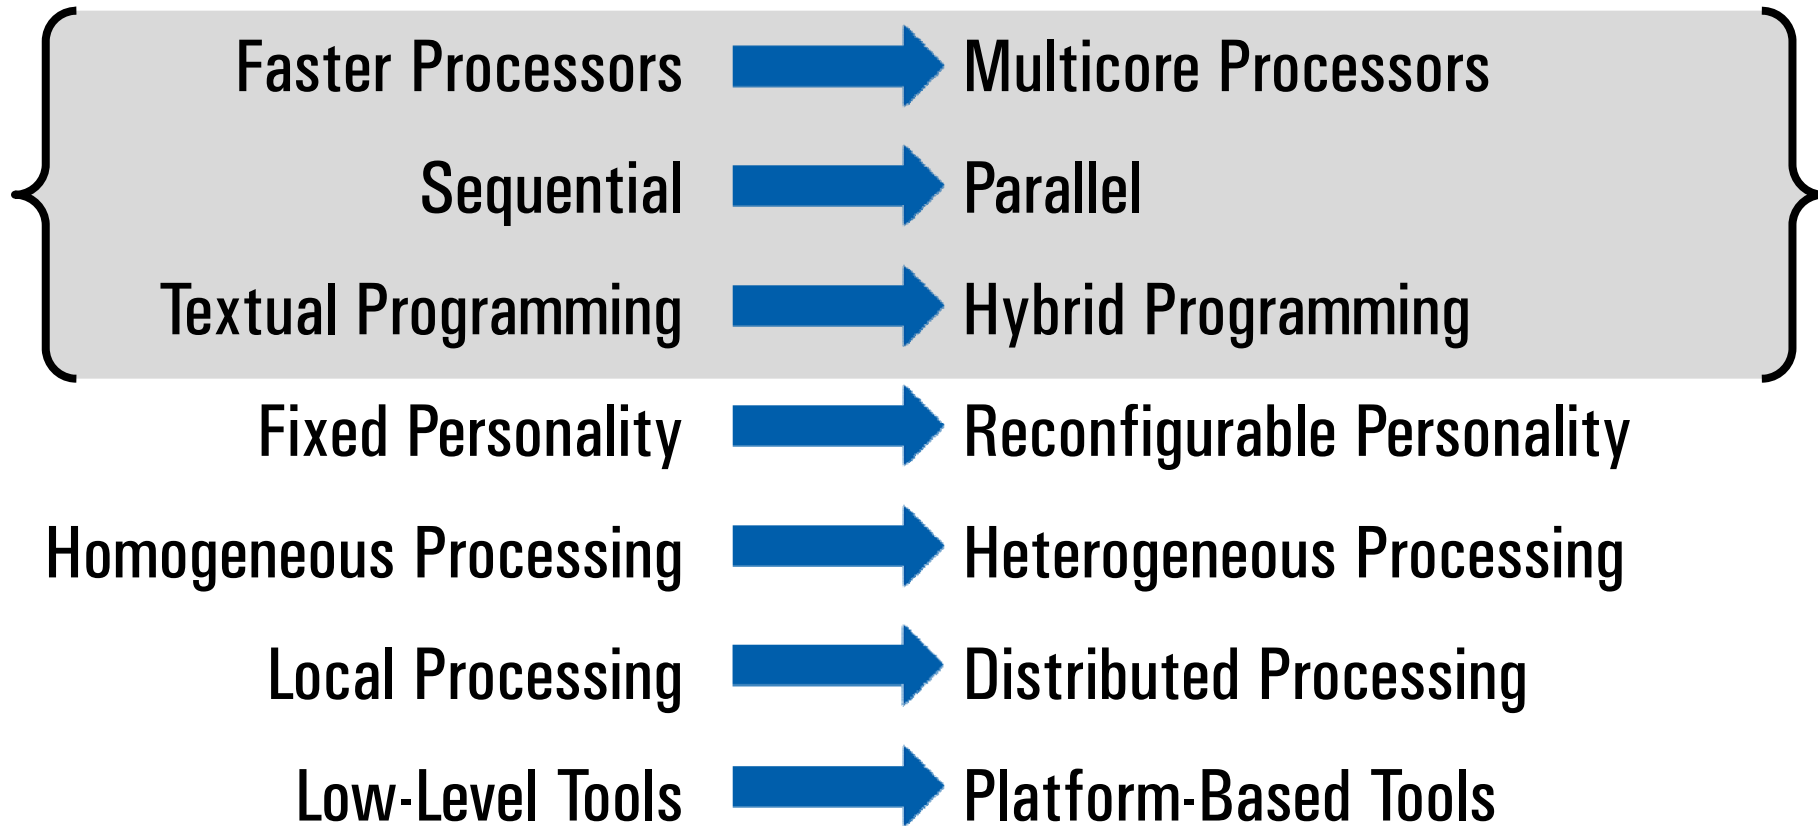 Faster Processors Multicore Processors
Sequential Parallel
Textual Programming Hybrid Programming
Fixed Personality Reconfigurable Personality
Homogeneous Processing Heterogeneous Processing
Local Processing Distributed Processing
Low-Level Tools Platform-Based Tools